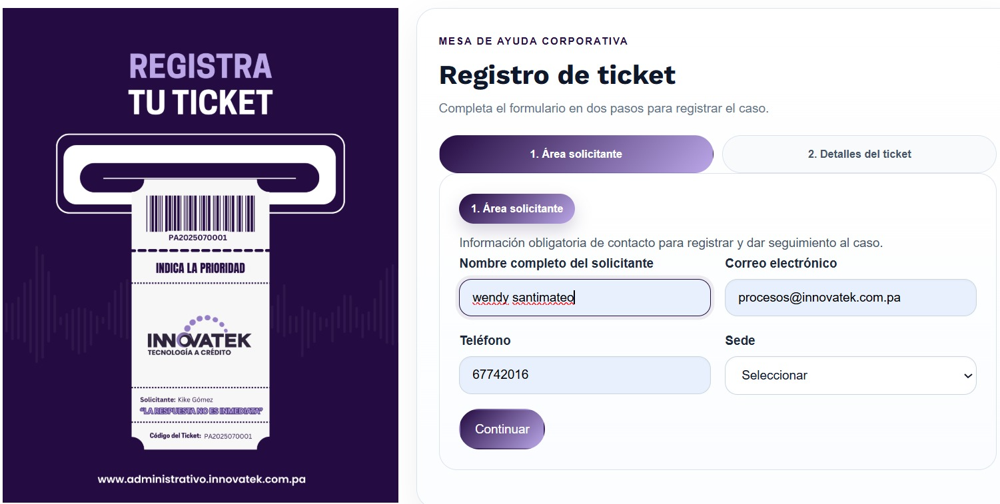 REGISTRA
TU TICKET
PA2025070001
INDICA LA PRIORIDAD
INNOVATEK
TECNOLOGÍA A CRÉDITO
Solicitante: Kike Gómez
“LA RESPUESTA NO ES INMEDIATA”
Código del Ticket: PA2025070001
www.administrativo.innovatek.com.pa
MESA DE AYUDA CORPORATIVA
Registro de ticket
Completa el formulario en dos pasos para registrar el caso.
1. Área solicitante
2. Detalles del ticket
1. Área solicitante
Información obligatoria de contacto para registrar y dar seguimiento al caso.
Nombre completo del solicitante
wendy santimateo
Correo electrónico
procesos@innovatek.com.pa
Teléfono
67742016
Sede
Seleccionar
Continuar